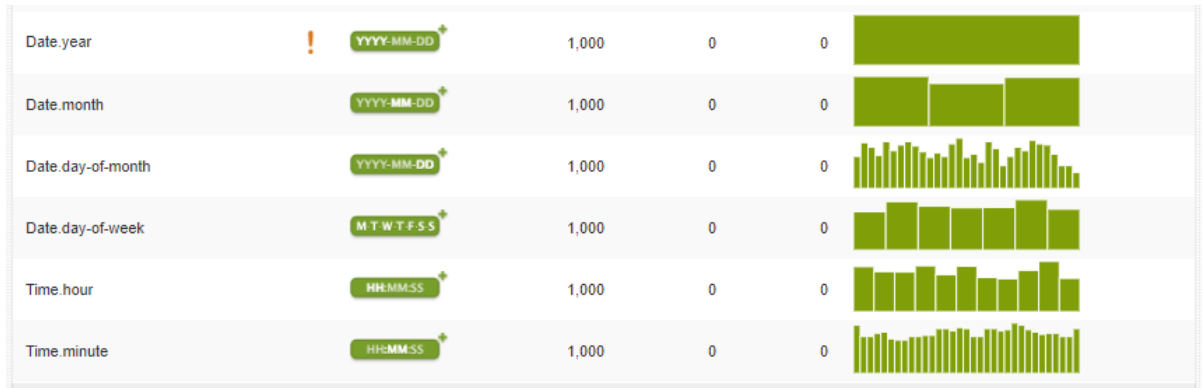 Date.year ! YYYY-MM-DD 1,000 0 0
Date.month YYYY-MM-DD 1,000 0 0
Date.day-of-month YYYY-MM-DD 1,000 0 0
Date.day-of-week M-T-W-T-F-S-S 1,000 0 0
Time.hour HH:MM:SS 1,000 0 0
Time.minute HH:MM:SS 1,000 0 0